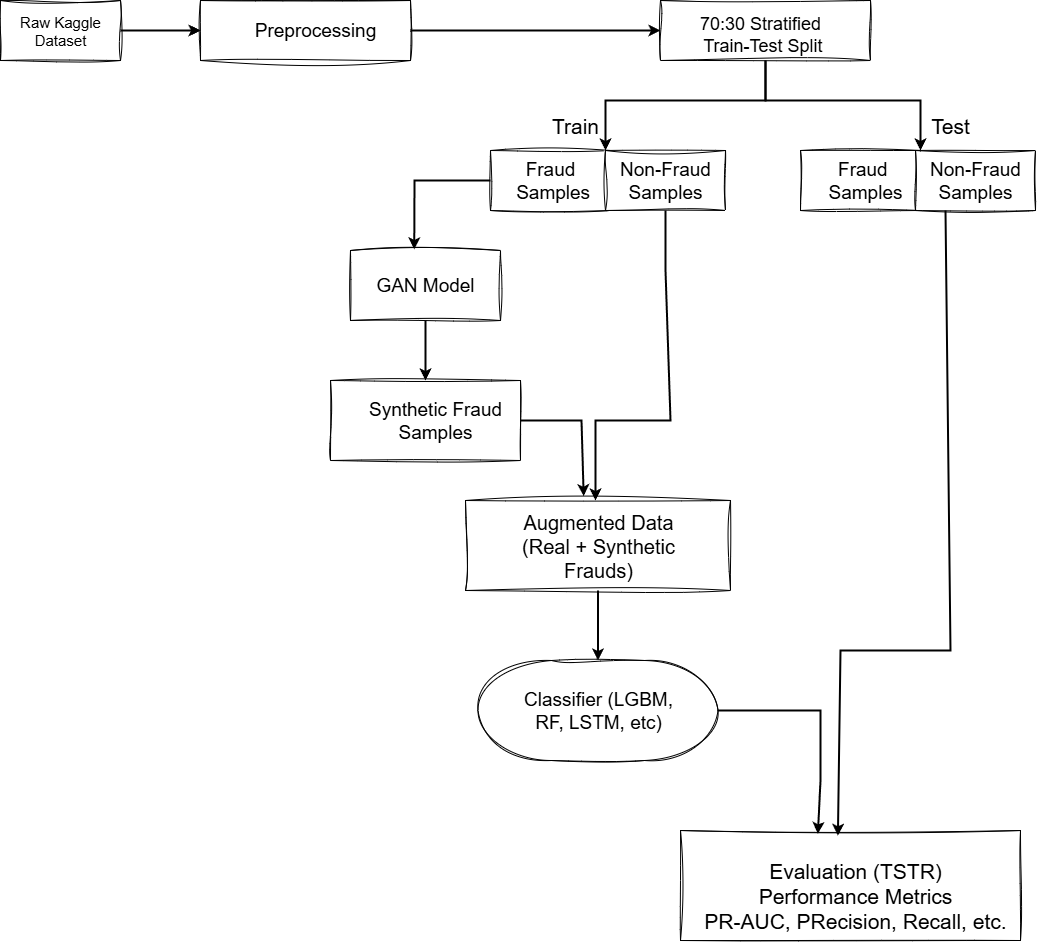 Raw Kaggle
Dataset
Preprocessing
70:30 Stratified
Train-Test Split
Train
Test
Fraud
Samples
Non-Fraud
Samples
Fraud
Samples
Non-Fraud
Samples
GAN Model
Synthetic Fraud
Samples
Augmented Data
(Real + Synthetic
Frauds)
Classifier (LGBM,
RF, LSTM, etc)
Evaluation (TSTR)
Performance Metrics
PR-AUC, PRecision, Recall, etc.